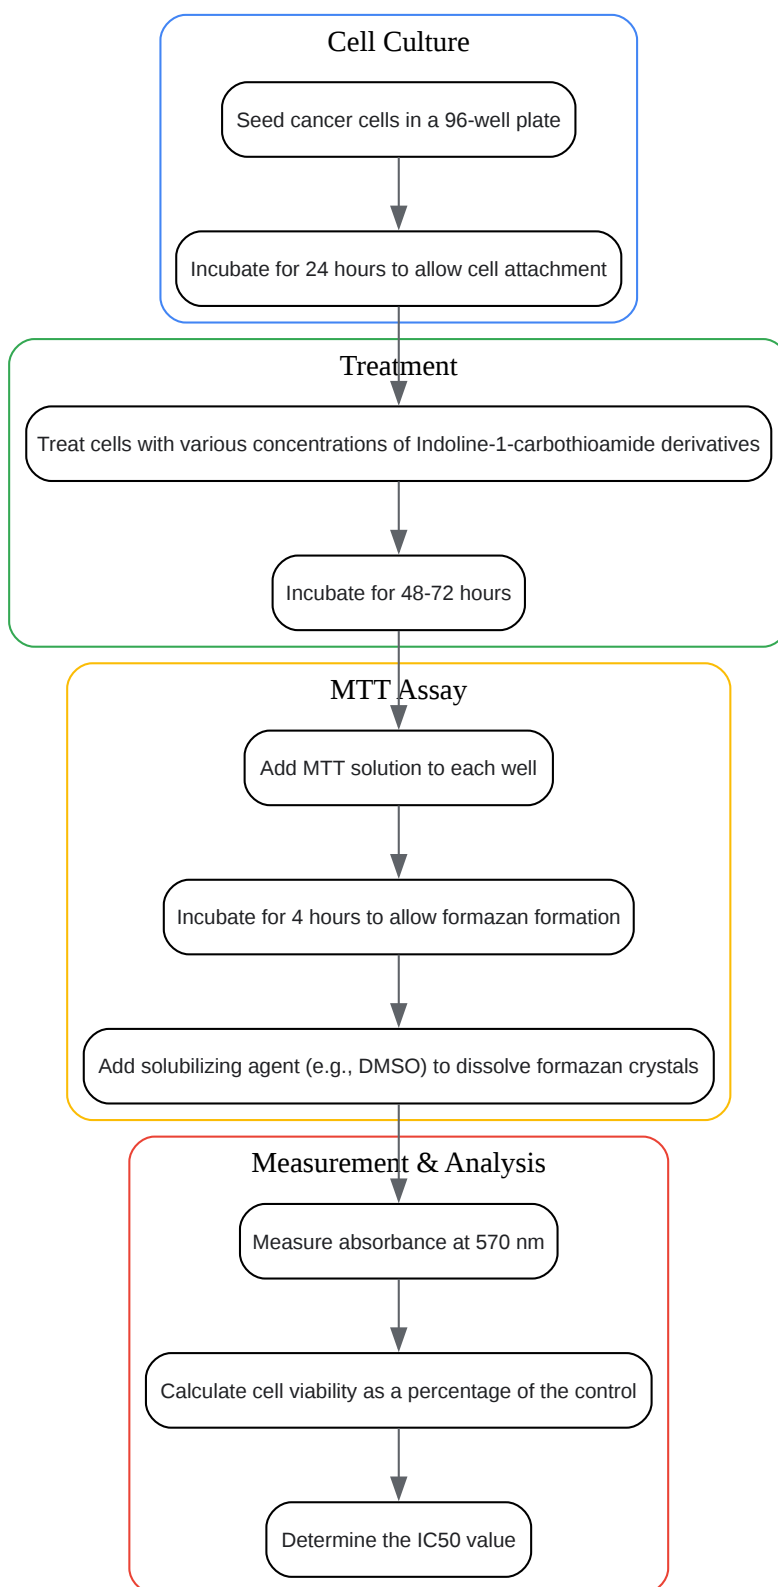 Cell Culture
Seed cancer cells in a 96-well plate
Incubate for 24 hours to allow cell attachment
Treatment
Treat cells with various concentrations of Indoline-1-carbothioamide derivatives
Incubate for 48-72 hours
MTT Assay
Add MTT solution to each well
Incubate for 4 hours to allow formazan formation
Add solubilizing agent (e.g., DMSO) to dissolve formazan crystals
Measurement & Analysis
Measure absorbance at 570 nm
Calculate cell viability as a percentage of the control
Determine the IC50 value